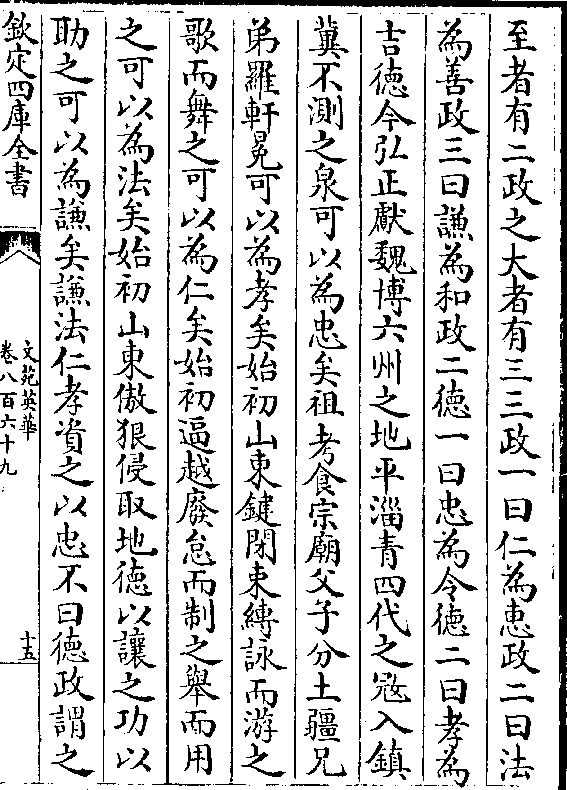 至者有二政之大者有三三政一曰仁為惠政二曰法
為善政三曰謙為和政二德一曰忠為令德二曰孝為
吉德令弘正獻魏博六州之地平淄青四代之宼入鎮
冀不測之泉可以為忠矣祖考食宗廟父子分土疆兄
弟羅軒冕可以為孝矣始初山東鍵閉束縛詠而游之
歌而舞之可以為仁矣始初逼越廢怠而制之舉而用
之可以為法矣始初山東傲狠侵取地德以讓之功以
助之可以為謙矣謙法仁孝資之以忠不曰德政謂之
欽定四庫全書
文苑英華
卷八百六十九
十五